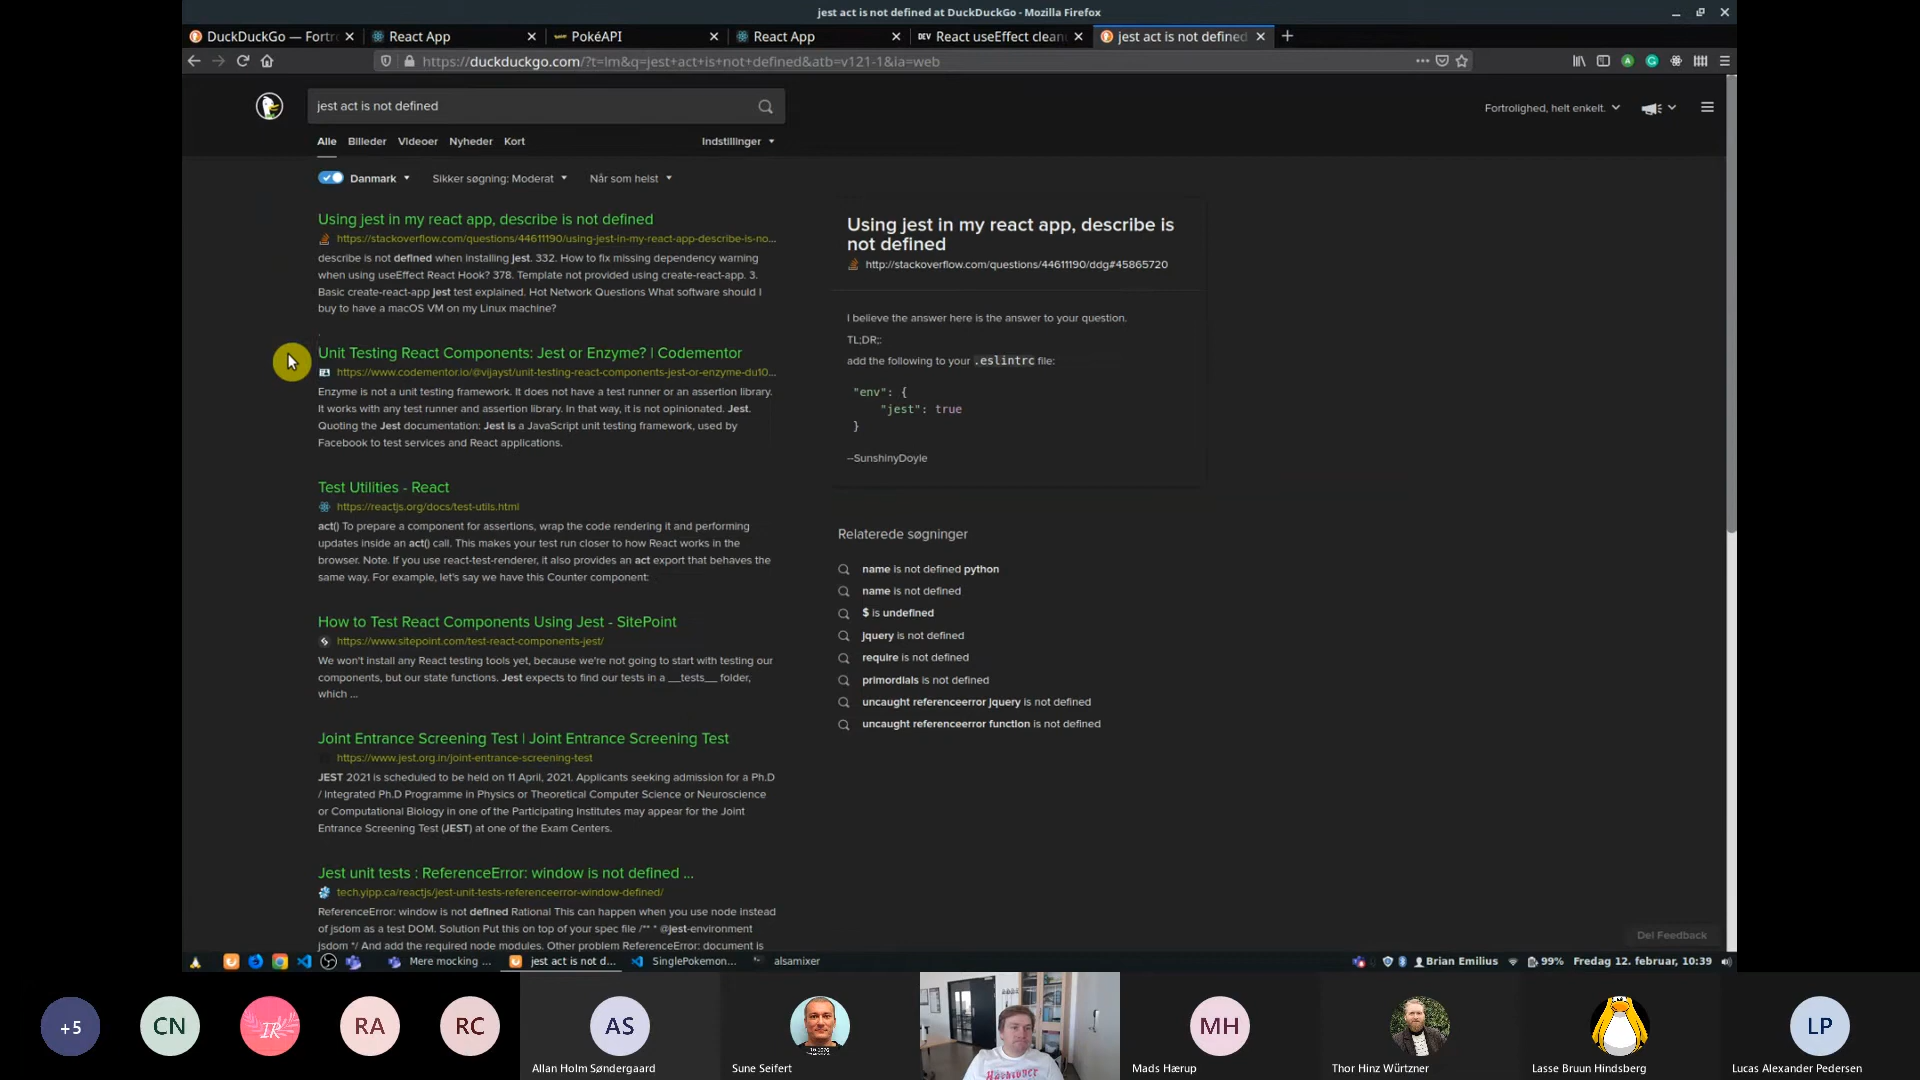 jest act is not defined at DuckDuckGo - Mozilla Firefox
DuckDuckGo — Fortro
React App
PokéAPI
React App
DEV React useEffect clean
jest act is not defined
https://duckduckgo.com/?t=lm&q=jest+act+is+not+defined&atb=v121-1&ia=web
jest act is not defined
Fortrolighed, helt enkelt.
Alle Billeder Videoer Nyheder Kort
Indstillinger
Danmark
Sikker søgning: Moderat
Når som helst
Using jest in my react app, describe is not defined
https://stackoverflow.com/questions/44611190/using-jest-in-my-react-app-describe-is-no...
describe is not defined when installing jest. 332. How to fix missing dependency warning
when using useEffect React Hook? 378. Template not provided using create-react-app. 3.
Basic create-react-app jest test explained. Hot Network Questions What software should I
buy to have a macOS VM on my Linux machine?
.
Unit Testing React Components: Jest or Enzyme? | Codementor
https://www.codementor.io/@vijayst/unit-testing-react-components-jest-or-enzyme-du10...
Enzyme is not a unit testing framework. It does not have a test runner or an assertion library.
It works with any test runner and assertion library. In that way, it is not opinionated. Jest.
Quoting the Jest documentation: Jest is a JavaScript unit testing framework, used by
Facebook to test services and React applications.
Test Utilities - React
https://reactjs.org/docs/test-utils.html
act() To prepare a component for assertions, wrap the code rendering it and performing
updates inside an act() call. This makes your test run closer to how React works in the
browser. Note. If you use react-test-renderer, it also provides an act export that behaves the
same way. For example, let's say we have this Counter component:
How to Test React Components Using Jest - SitePoint
https://www.sitepoint.com/test-react-components-jest/
We won't install any React testing tools yet, because we're not going to start with testing our
components, but our state functions. Jest expects to find our tests in a __tests__ folder,
which ...
Joint Entrance Screening Test | Joint Entrance Screening Test
https://www.jest.org.in/joint-entrance-screening-test
JEST 2021 is scheduled to be held on 11 April, 2021. Applicants seeking admission for a Ph.D
/ Integrated Ph.D Programme in Physics or Theoretical Computer Science or Neuroscience
or Computational Biology in one of the Participating Institutes may appear for the Joint
Entrance Screening Test (JEST) at one of the Exam Centers.
Jest unit tests : ReferenceError: window is not defined ...
tech.yipp.ca/reactjs/jest-unit-tests-referenceerror-window-defined/
ReferenceError: window is not defined Rational This can happen when you use node instead
of jsdom as a test DOM. Solution Put this on top of your spec file /** * @jest-environment
jsdom */ And add the required node modules. Other problem ReferenceError: document is
Using jest in my react app, describe is
not defined
http://stackoverflow.com/questions/44611190/ddg#45865720
I believe the answer here is the answer to your question.
TL;DR;:
add the following to your .eslintrc file:
"env": {
"jest": true
}
--SunshinyDoyle
Relaterede søgninger
name is not defined python
name is not defined
$ is undefined
jquery is not defined
require is not defined
primordials is not defined
uncaught referenceerror jquery is not defined
uncaught referenceerror function is not defined
Del Feedback
Mere mocking ...
jest act is not d...
SinglePokemon...
alsamixer
Brian Emilius
99%
Fredag 12. februar, 10:39
+5
CN
RA
RC
AS
MH
LP
Allan Holm Søndergaard
Sune Seifert
Mads Hærup
Thor Hinz Würtzner
Lasse Bruun Hindsberg
Lucas Alexander Pedersen